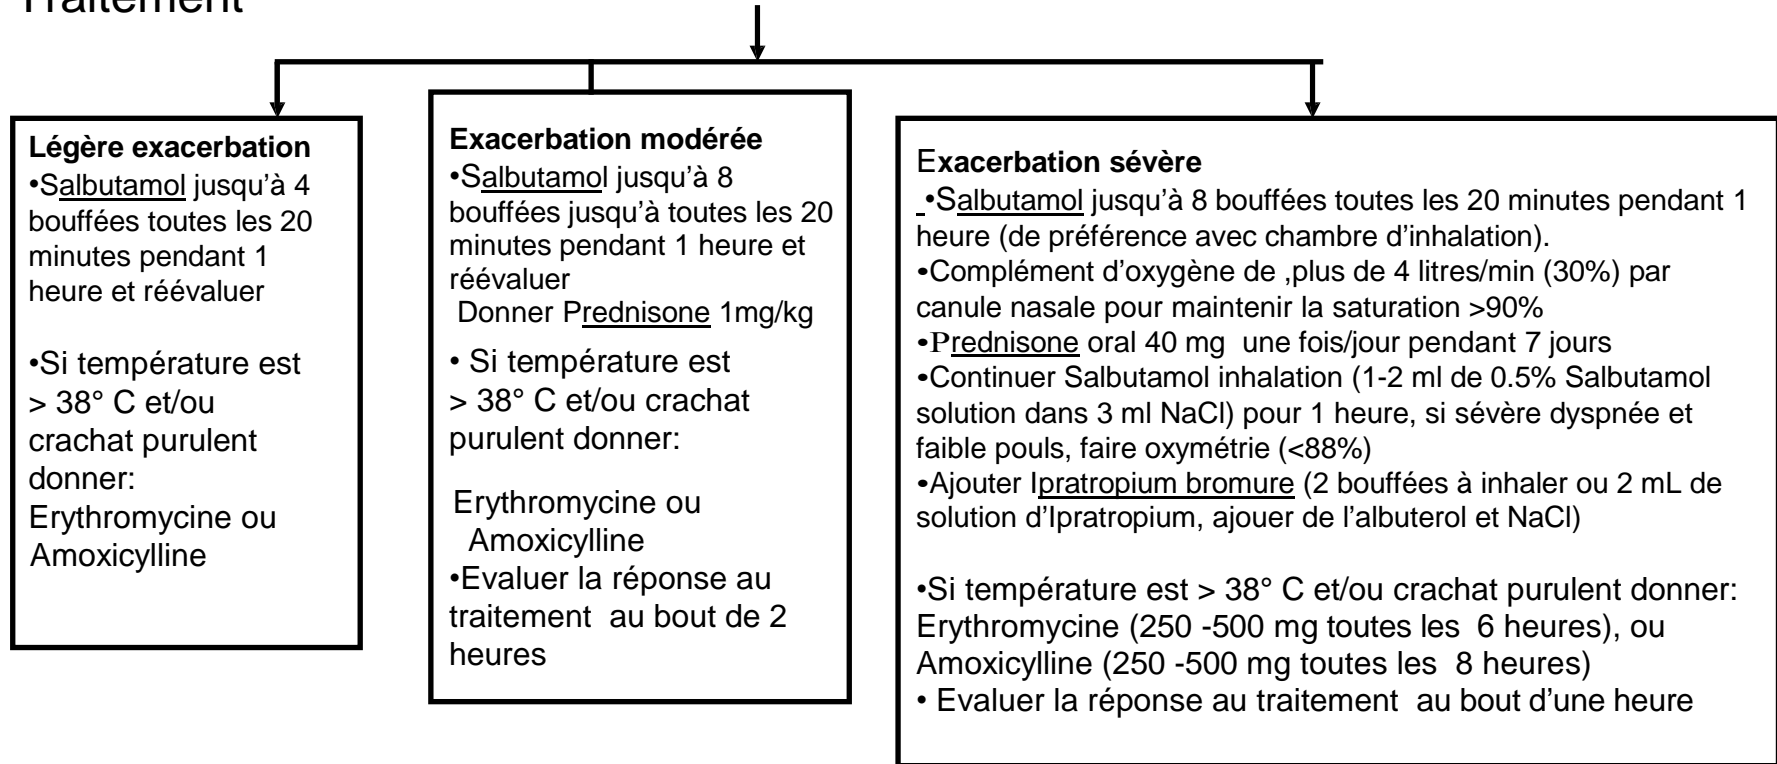 Traitement
Légère exacerbation
•Salbutamol jusqu’à 4
bouffées toutes les 20
minutes pendant 1
heure et réévaluer
•Si température est
> 38° C et/ou
crachat purulent
donner:
Erythromycine ou
Amoxicylline
Exacerbation modérée
•Salbutamol jusqu’à 8
bouffées jusqu’à toutes les 20
minutes pendant 1 heure et
réévaluer
Donner Prednisone 1mg/kg
• Si température est
> 38° C et/ou crachat
purulent donner:
Erythromycine ou
Amoxicylline
•Evaluer la réponse au
traitement au bout de 2
heures
Exacerbation sévère
•Salbutamol jusqu’à 8 bouffées toutes les 20 minutes pendant 1
heure (de préférence avec chambre d’inhalation).
•Complément d’oxygène de ,plus de 4 litres/min (30%) par
canule nasale pour maintenir la saturation >90%
•Prednisone oral 40 mg une fois/jour pendant 7 jours
•Continuer Salbutamol inhalation (1-2 ml de 0.5% Salbutamol
solution dans 3 ml NaCl) pour 1 heure, si sévère dyspnée et
faible pouls, faire oxymétrie (<88%)
•Ajouter Ipratropium bromure (2 bouffées à inhaler ou 2 mL de
solution d’Ipratropium, ajouer de l’albuterol et NaCl)
•Si température est > 38° C et/ou crachat purulent donner:
Erythromycine (250 -500 mg toutes les 6 heures), ou
Amoxicylline (250 -500 mg toutes les 8 heures)
• Evaluer la réponse au traitement au bout d’une heure